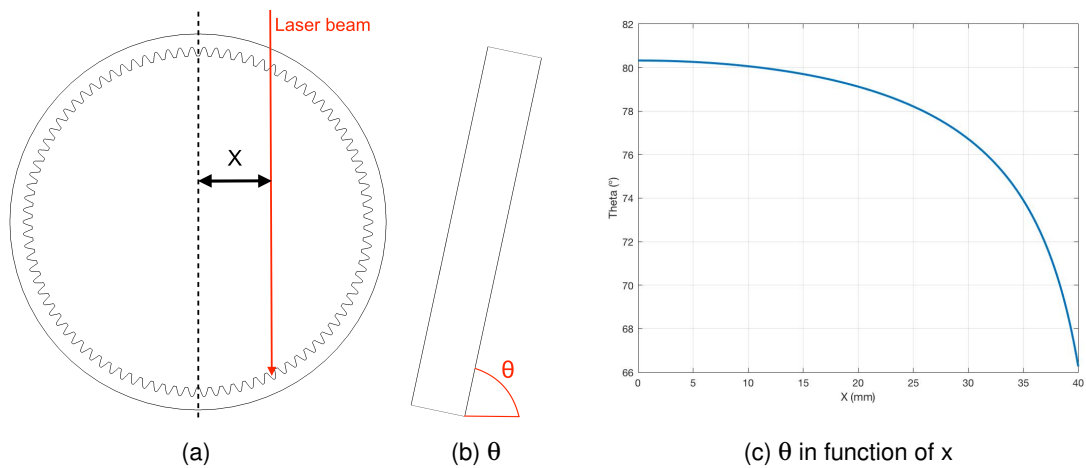 Laser beam
X
(a)
θ
(b) θ
82
80
78
76
74
72
70
68
66
Theta (°)
0
5
10
15
20
25
30
35
40
X (mm)
(c) θ in function of x